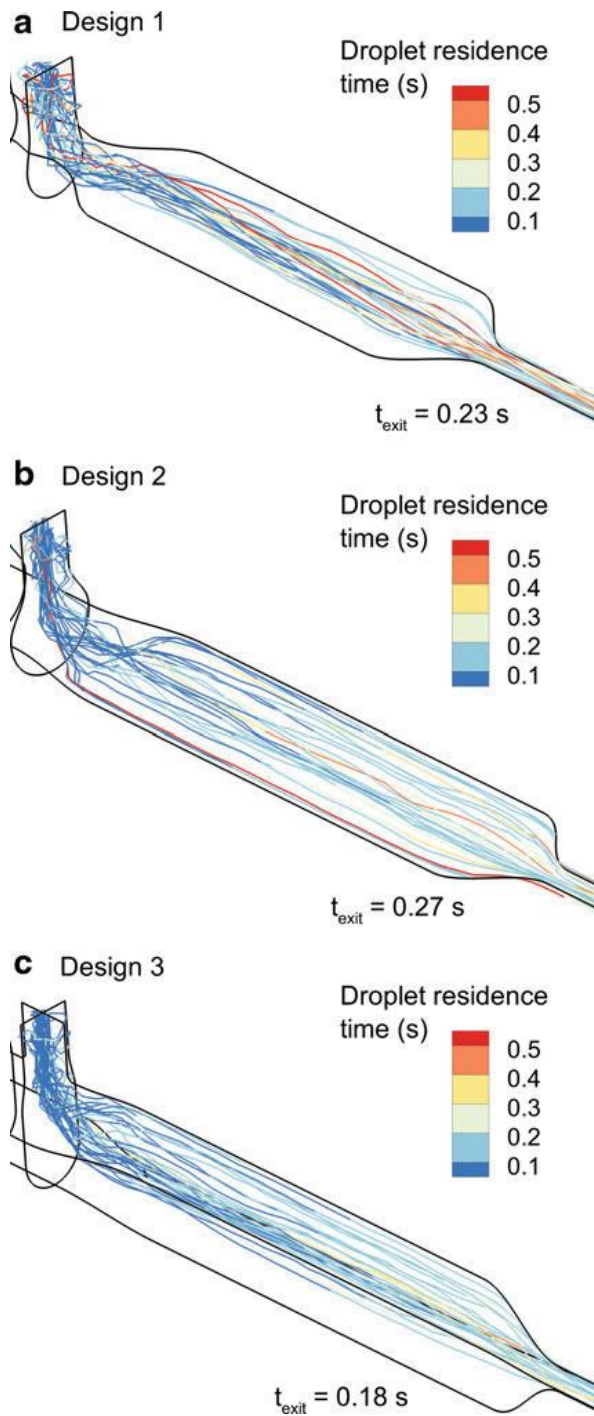 a Design 1
Droplet residence
time (s)
0.5
0.4
0.3
0.2
0.1
t_exit = 0.23 s
b Design 2
Droplet residence
time (s)
0.5
0.4
0.3
0.2
0.1
t_exit = 0.27 s
c Design 3
Droplet residence
time (s)
0.5
0.4
0.3
0.2
0.1
t_exit = 0.18 s